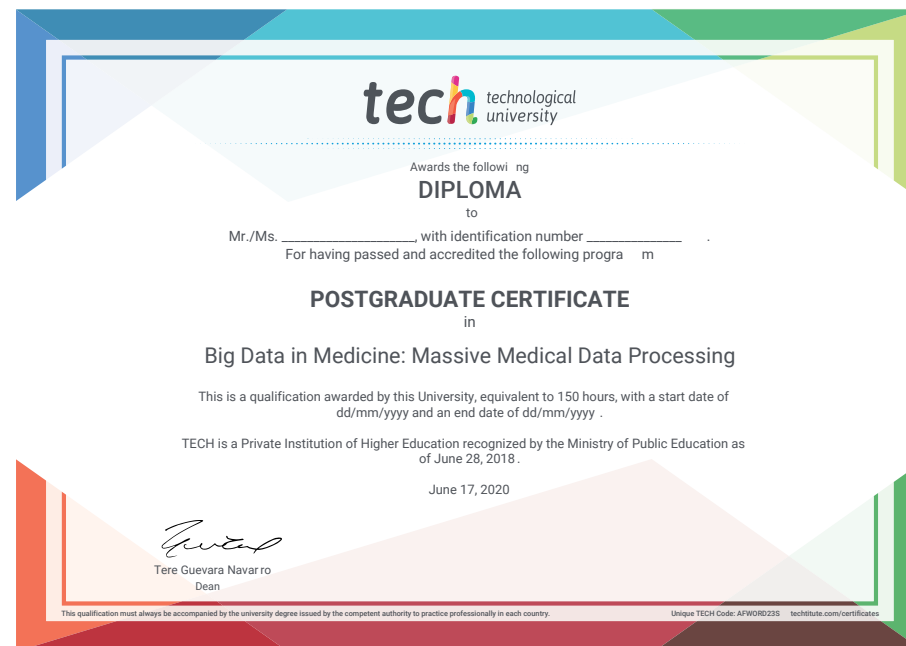 tech technological
university
Awards the followi ng
DIPLOMA
to
Mr./Ms. ____________________, with identification number ______________ .
For having passed and accredited the following progra m
POSTGRADUATE CERTIFICATE
in
Big Data in Medicine: Massive Medical Data Processing
This is a qualification awarded by this University, equivalent to 150 hours, with a start date of
dd/mm/yyyy and an end date of dd/mm/yyyy .
TECH is a Private Institution of Higher Education recognized by the Ministry of Public Education as
of June 28, 2018 .
June 17, 2020
Tere Guevara Navar ro
Dean
This qualification must always be accompanied by the university degree issued by the competent authority to practice professionally in each country.
Unique TECH Code: AFWORD23S techtitute.com/certificates